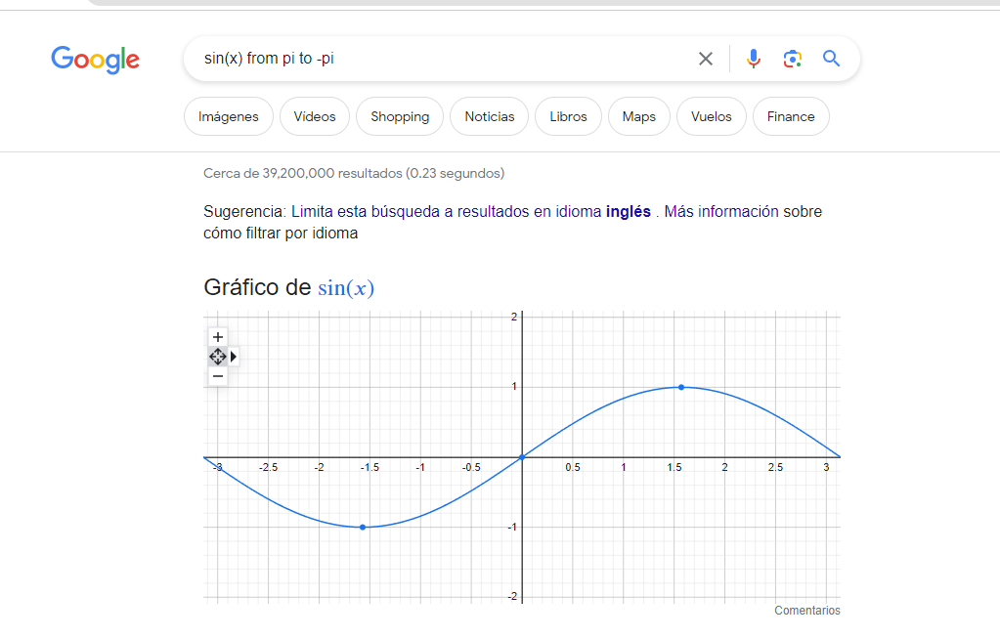 Google
sin(x) from pi to -pi
Imágenes Vídeos Shopping Noticias Libros Maps Vuelos Finance
Cerca de 39,200,000 resultados (0.23 segundos)
Sugerencia: Limita esta búsqueda a resultados en idioma inglés . Más información sobre
cómo filtrar por idioma
Gráfico de sin(x)
2
1
-3 -2.5 -2 -1.5 -1 -0.5 0.5 1 1.5 2 2.5 3
-1
-2
Comentarios